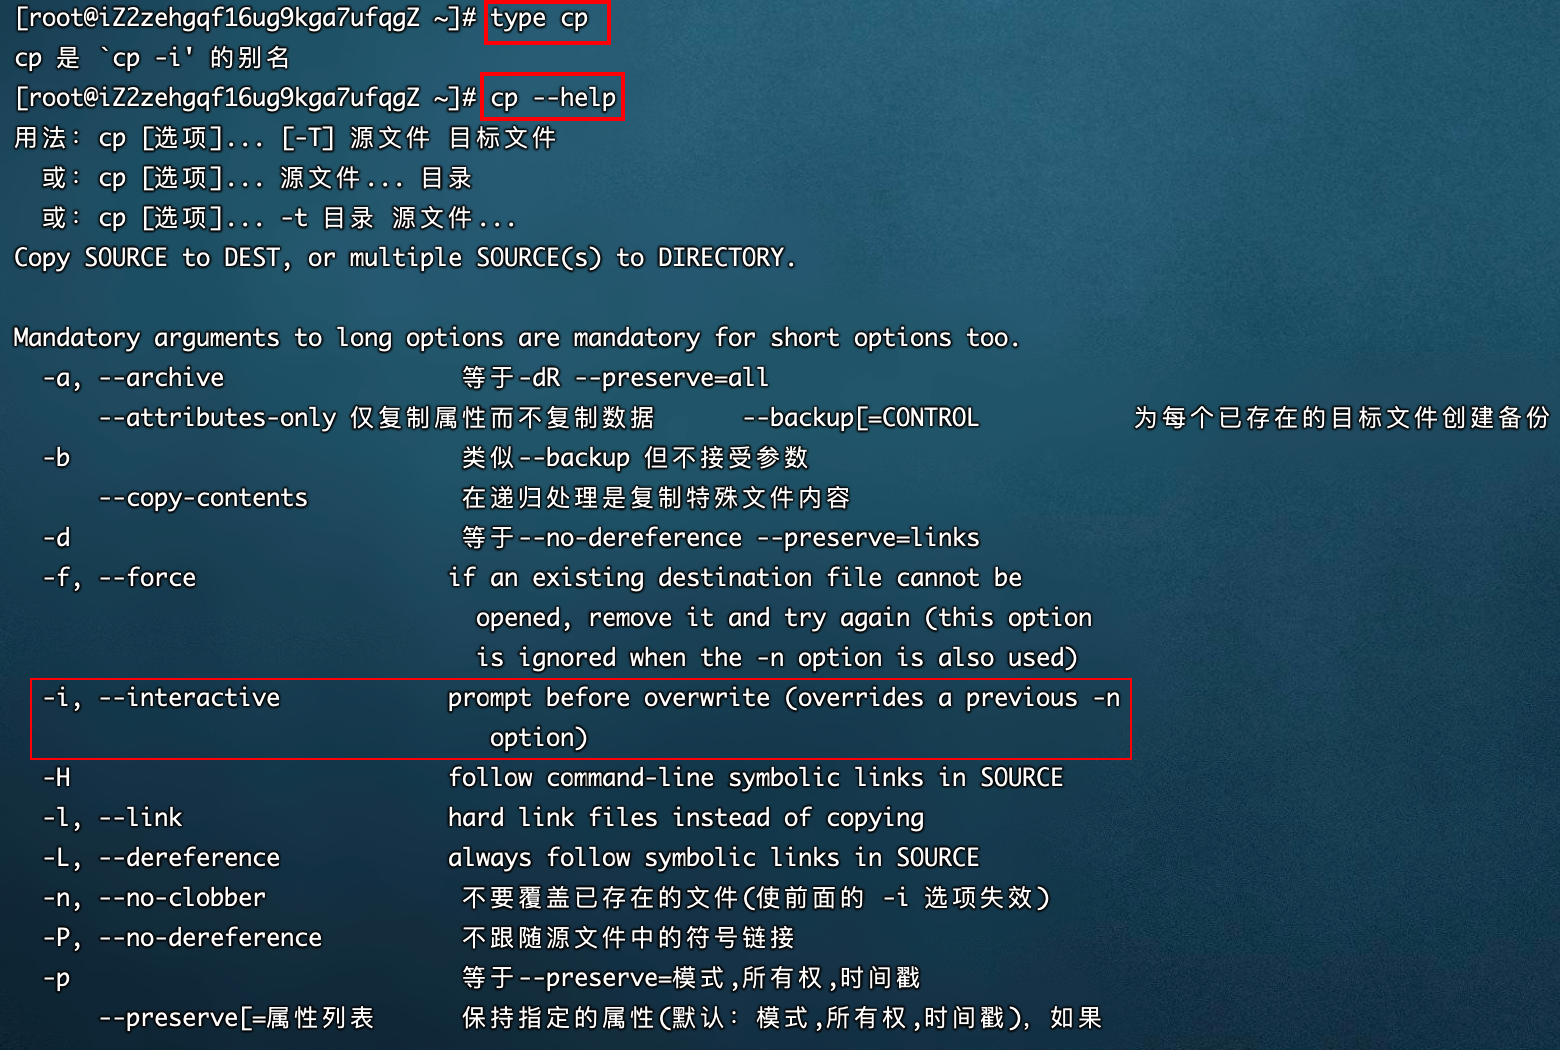 [root@iZ2zehgqf16ug9kga7ufqgZ ~]# type cp
cp 是 `cp -i' 的别名
[root@iZ2zehgqf16ug9kga7ufqgZ ~]# cp --help
用法：cp [选项]... [-T] 源文件 目标文件
或：cp [选项]... 源文件... 目录
或：cp [选项]... -t 目录 源文件...
Copy SOURCE to DEST, or multiple SOURCE(s) to DIRECTORY.
Mandatory arguments to long options are mandatory for short options too.
-a, --archive 等于-dR --preserve=all
--attributes-only 仅复制属性而不复制数据 --backup[=CONTROL 为每个已存在的目标文件创建备份
-b 类似--backup 但不接受参数
--copy-contents 在递归处理是复制特殊文件内容
-d 等于--no-dereference --preserve=links
-f, --force if an existing destination file cannot be
opened, remove it and try again (this option
is ignored when the -n option is also used)
-i, --interactive prompt before overwrite (overrides a previous -n
option)
-H follow command-line symbolic links in SOURCE
-l, --link hard link files instead of copying
-L, --dereference always follow symbolic links in SOURCE
-n, --no-clobber 不要覆盖已存在的文件(使前面的 -i 选项失效)
-P, --no-dereference 不跟随源文件中的符号链接
-p 等于--preserve=模式,所有权,时间戳
--preserve[=属性列表 保持指定的属性(默认：模式,所有权,时间戳)，如果